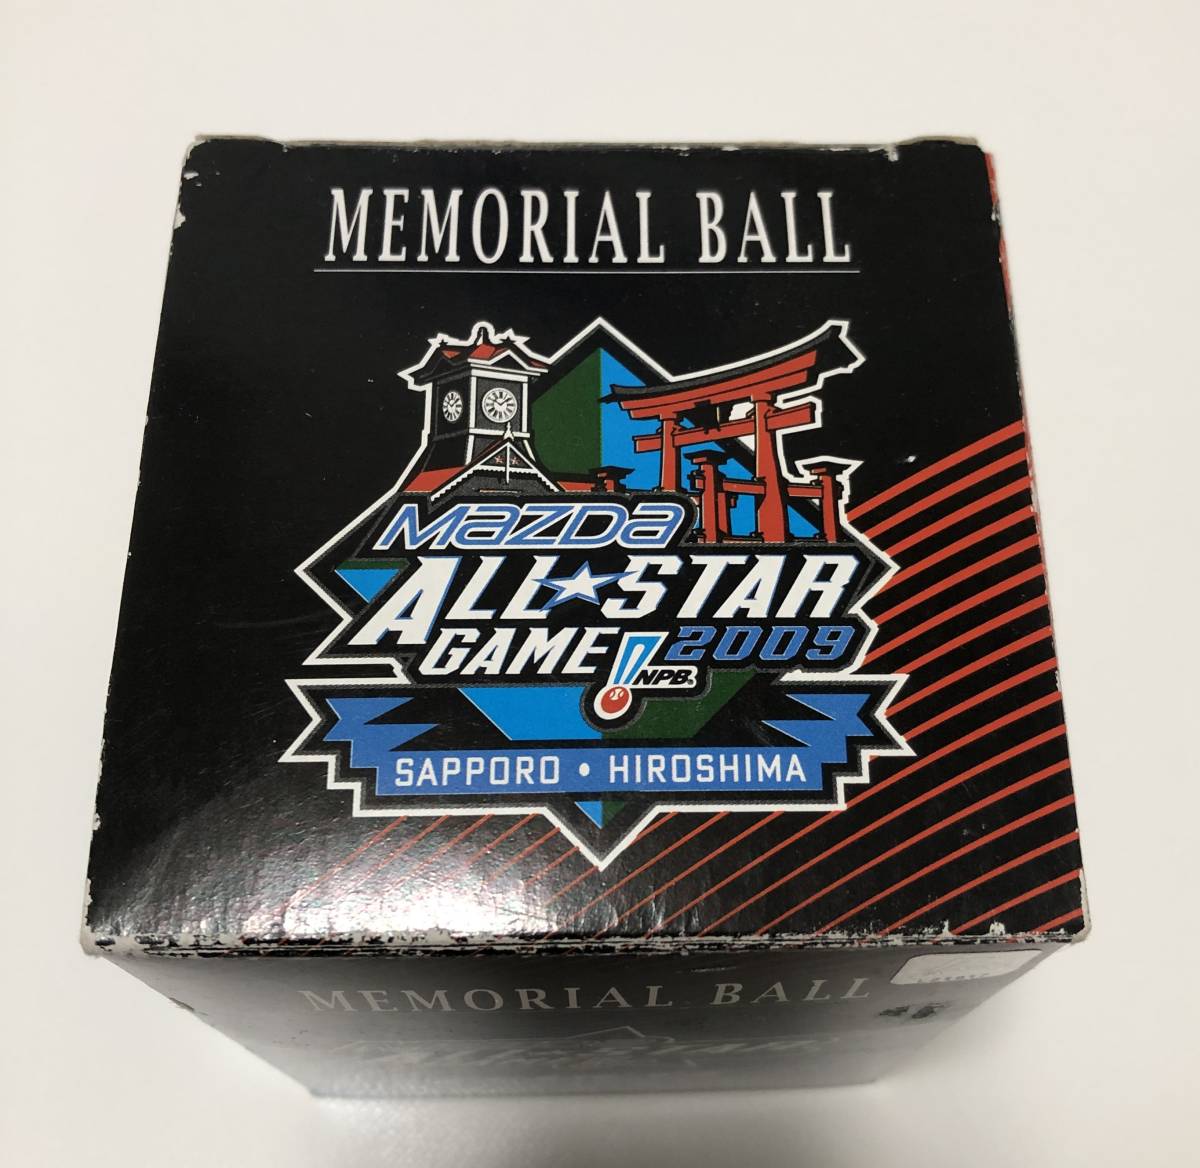 MEMORIAL BALL
MAZDA
ALL★STAR
GAME 2009
NPB
SAPPORO • HIROSHIMA
MEMORIAL BALL